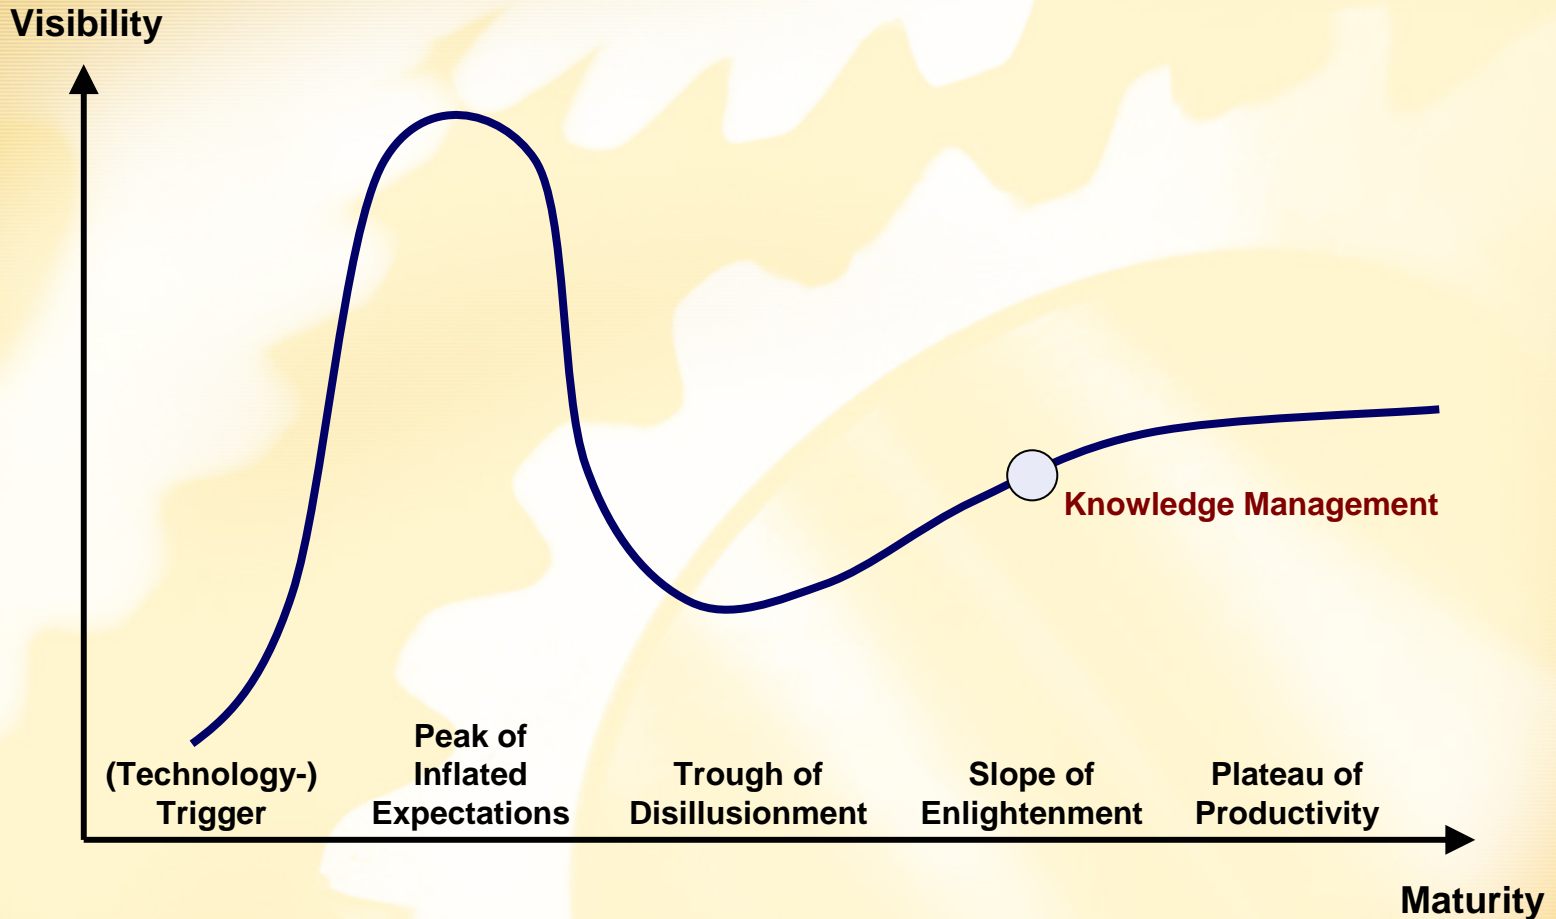 Visibility
Knowledge Management
(Technology-)
Trigger
Peak of
Inflated
Expectations
Trough of
Disillusionment
Slope of
Enlightenment
Plateau of
Productivity
Maturity